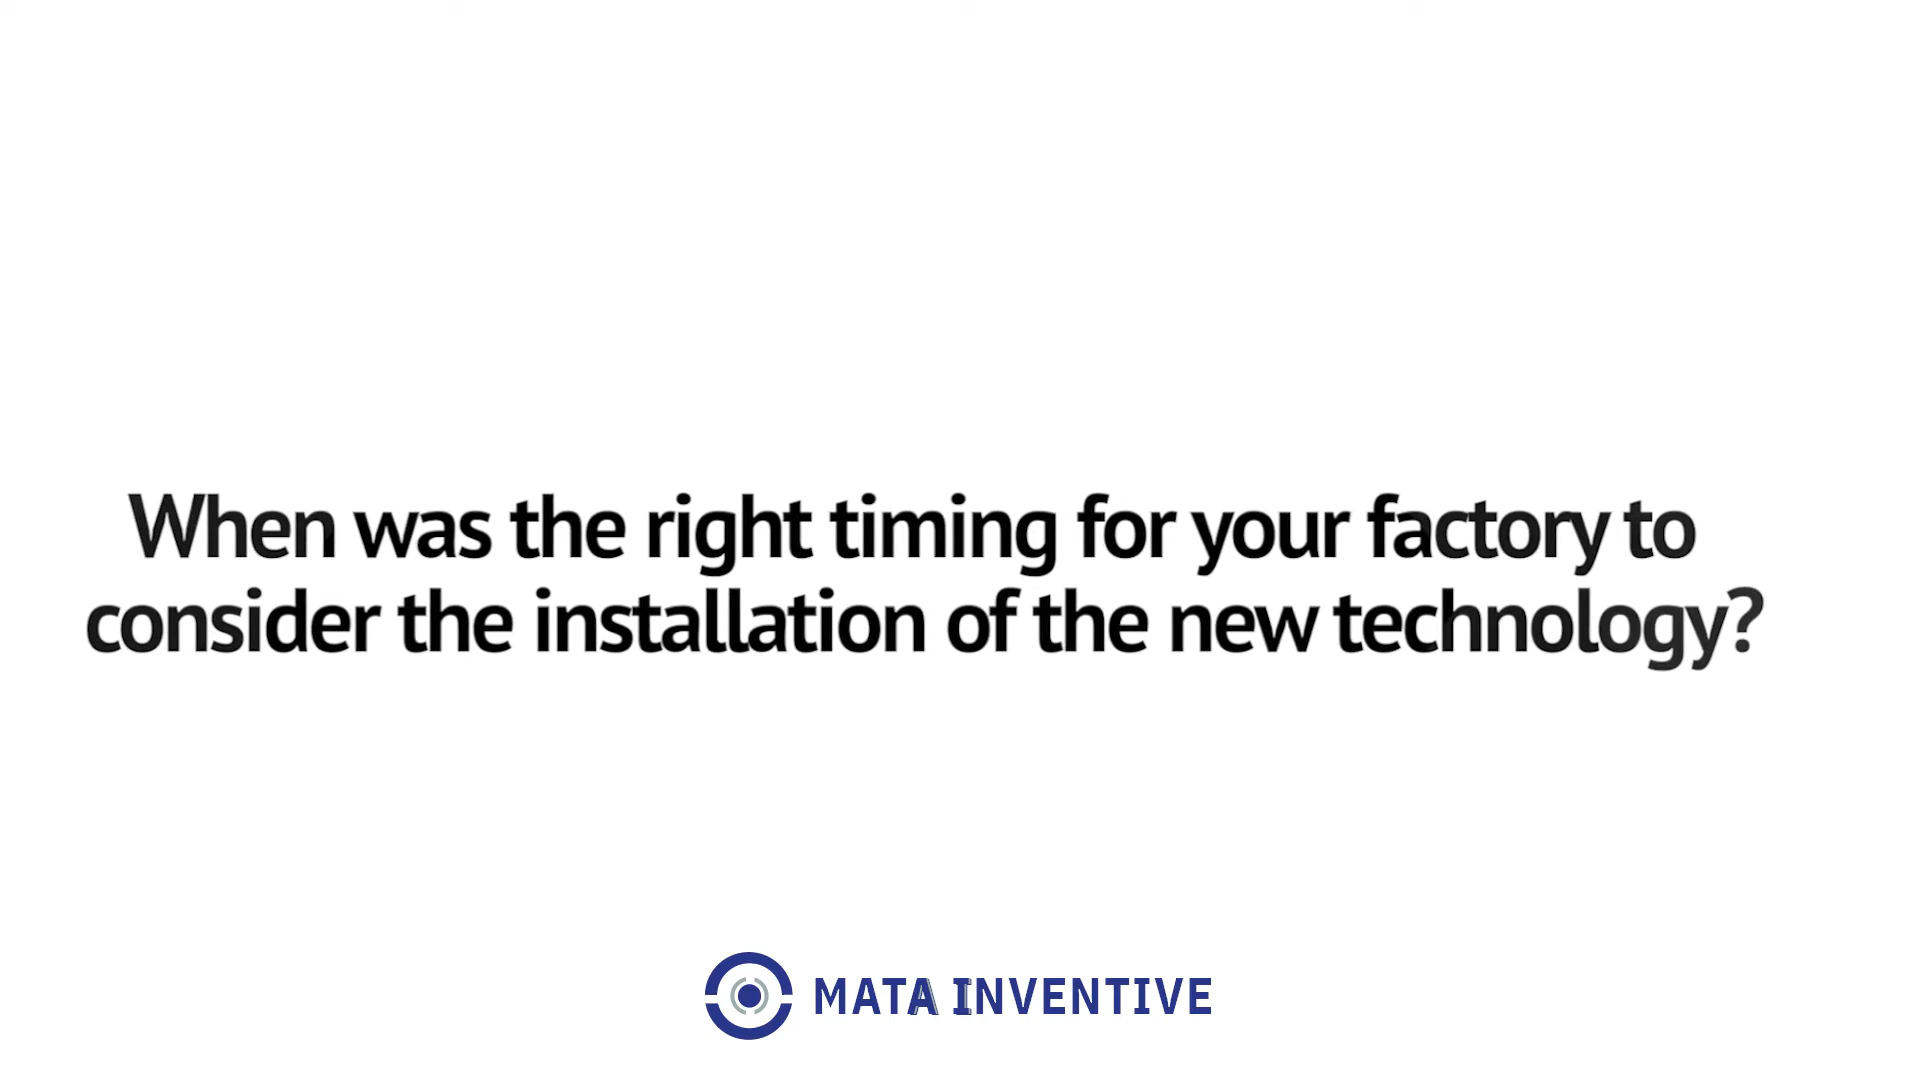 When was the right timing for your factory to
consider the installation of the new technology?
MATA INVENTIVE